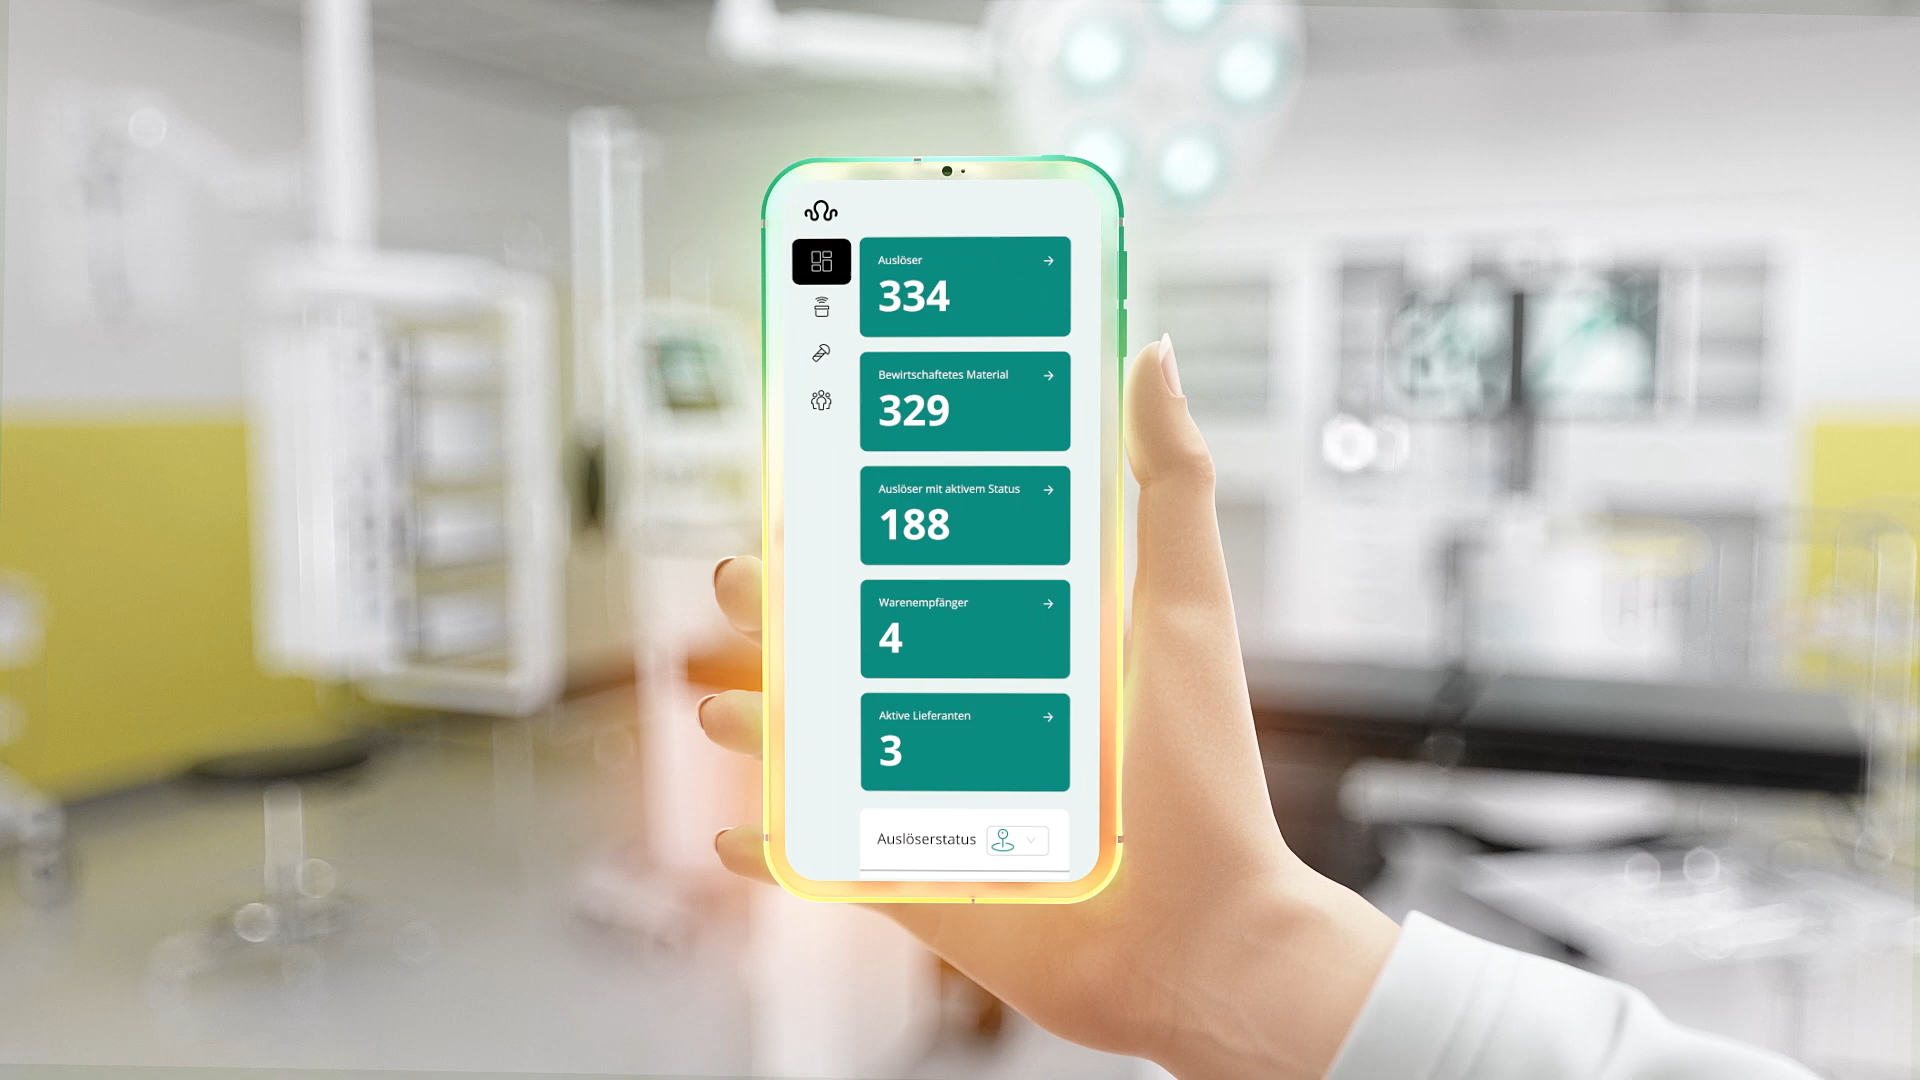 Auslöser
334
Bewirtschaftetes Material
329
Auslöser mit aktivem Status
188
Warenempfänger
4
Aktive Lieferanten
3
Auslöserstatus